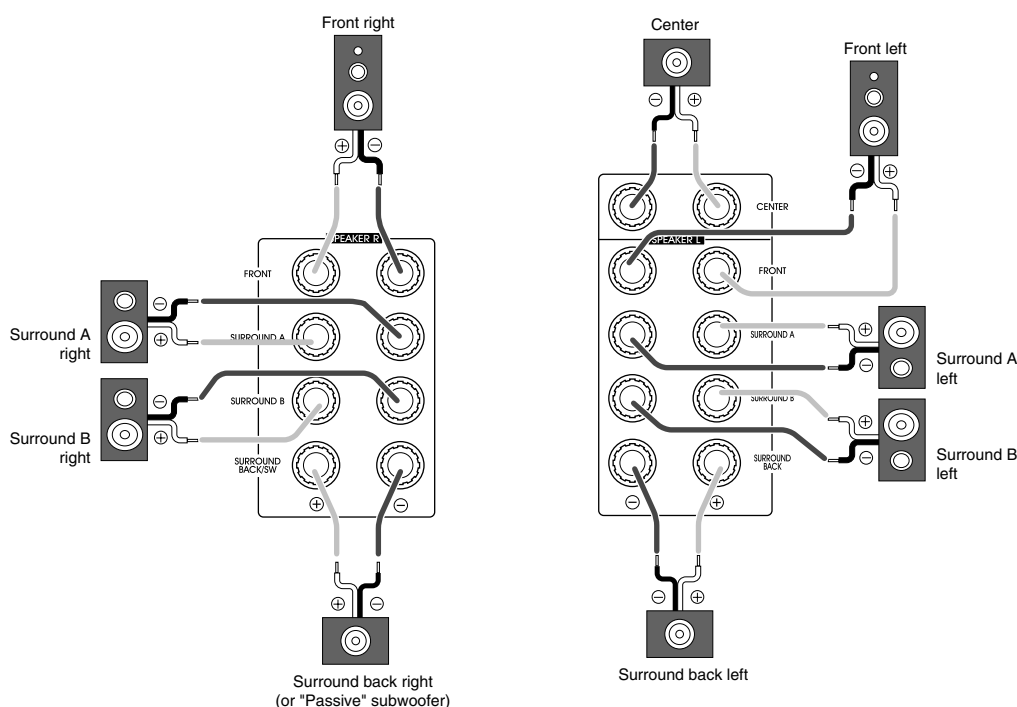 Front right
Center
Front left
⊖ ⊕
⊕ ⊖
⊖ ⊕
CENTER
SPEAKER R
SPEAKER L
FRONT
FRONT
⊖
⊕
Surround A
right
SURROUND A
SURROUND A
⊕
⊖
Surround A
left
⊖
⊕
Surround B
right
SURROUND B
SURROUND B
⊕
⊖
Surround B
left
SURROUND
BACK/SW
SURROUND
BACK
⊕ ⊖
⊖ ⊕
⊕ ⊖
⊖ ⊕
Surround back right
(or "Passive" subwoofer)
Surround back left